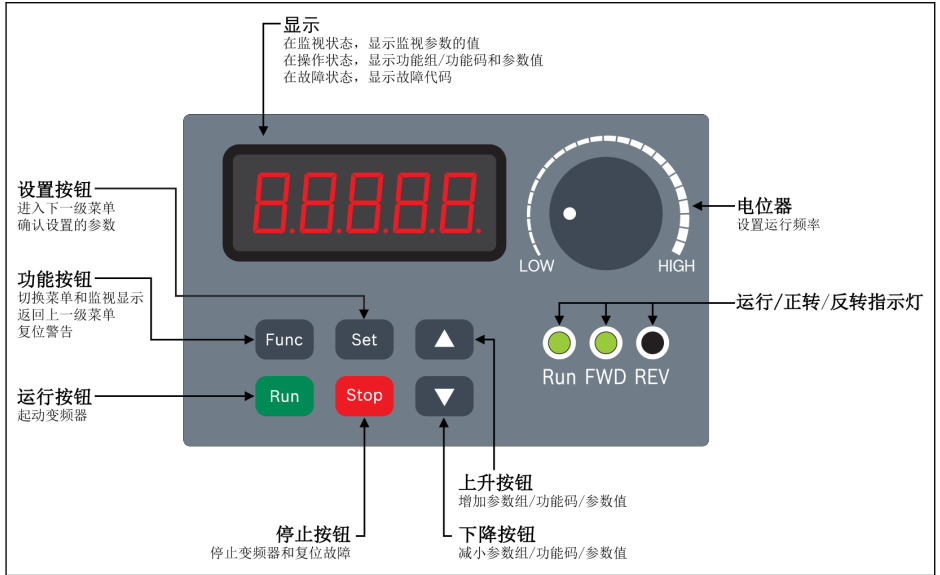 显示
在监视状态，显示监视参数的值
在操作状态，显示功能组/功能码和参数值
在故障状态，显示故障代码
设置按钮
进入下一级菜单
确认设置的参数
功能按钮
切换菜单和监视显示
返回上一级菜单
复位警告
运行按钮
起动变频器
8.8.8.8.8.
LOW
HIGH
电位器
设置运行频率
运行/正转/反转指示灯
Func
Set
Run
Stop
Run FWD REV
上升按钮
增加参数组/功能码/参数值
停止按钮
停止变频器和复位故障
下降按钮
减小参数组/功能码/参数值